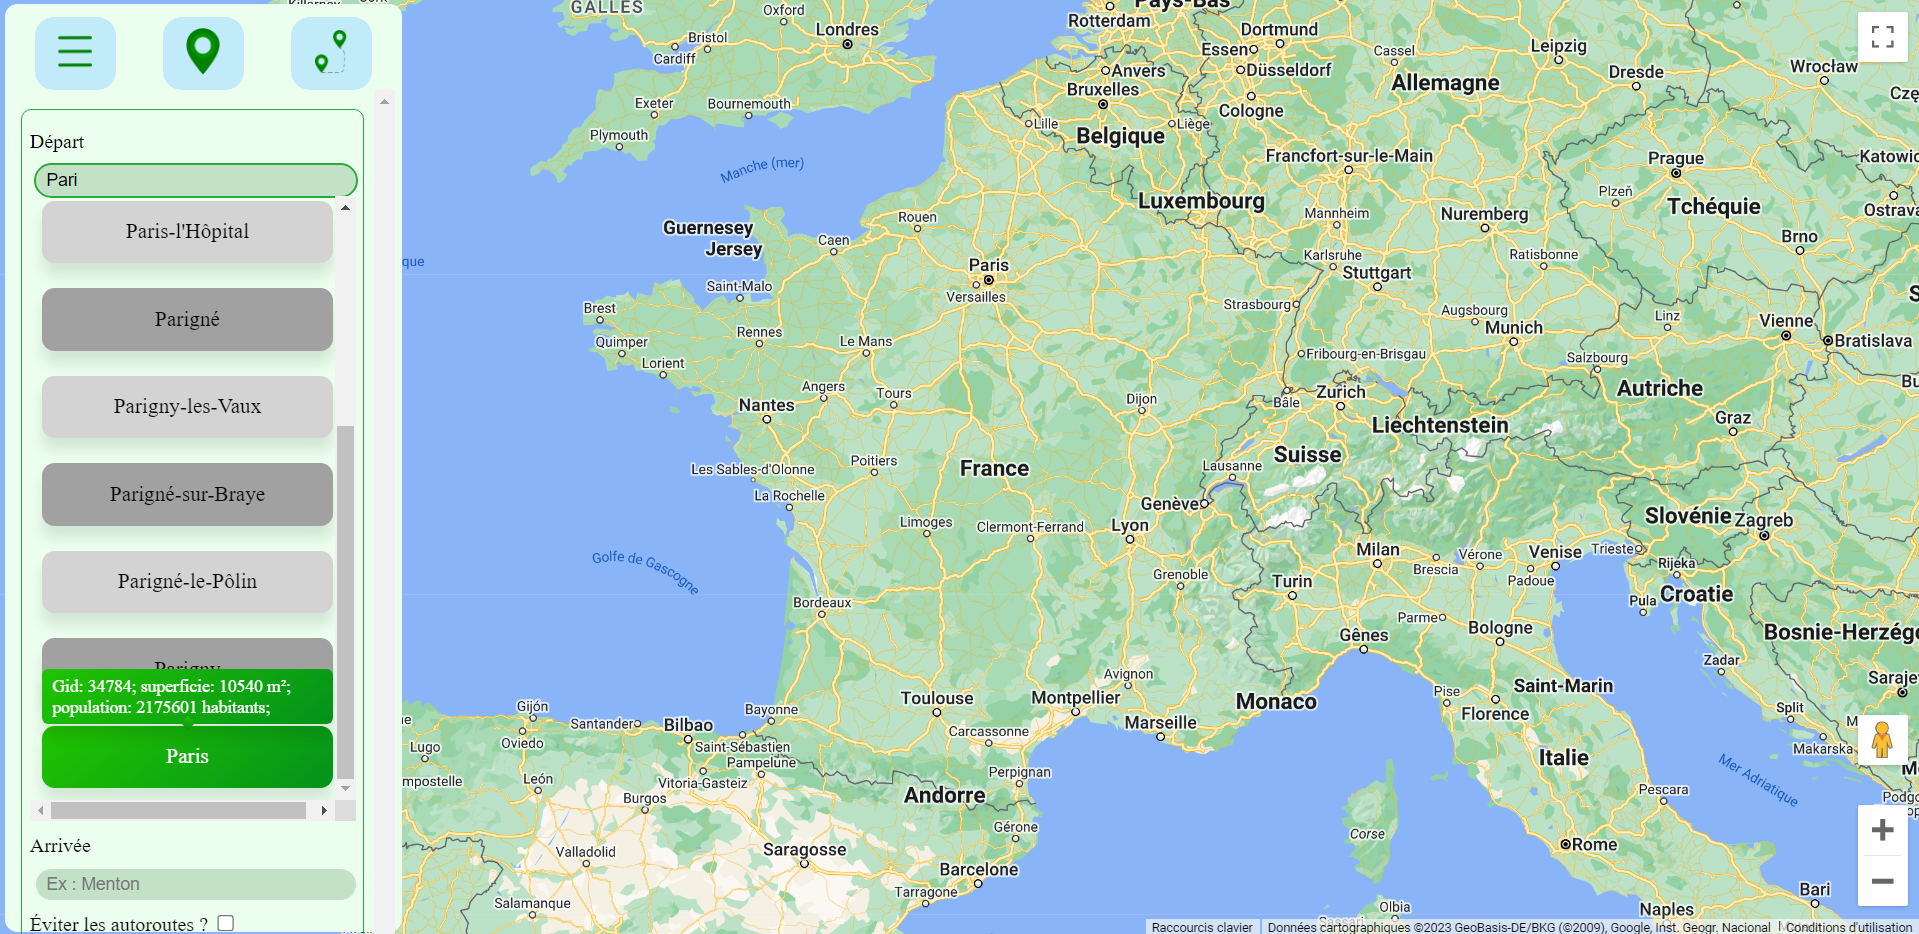 Départ
Pari
Paris-l'Hôpital
Parigné
Parigny-les-Vaux
Parigné-sur-Braye
Parigné-le-Pôlin
Parigny
Gid: 34784; superficie: 10540 m²;
population: 2175601 habitants;
Paris
Arrivée
Ex : Menton
Éviter les autoroutes ?
GALLES
Oxford
Londres
Bristol
Cardiff
Exeter
Bournemouth
Plymouth
Manche (mer)
Guernesey
Jersey
que
Rotterdam
Pays-Bas
Dortmund
Essen
Anvers
Düsseldorf
Bruxelles
Cologne
Lille
Belgique
Liège
Cassel
Leipzig
Allemagne
Dresde
Wrocław
Francfort-sur-le-Main
Prague
Katowic
Plzeň
Luxembourg
Mannheim
Nuremberg
Tchéquie
Ostrava
Rouen
Caen
Brno
Karlsruhe
Ratisbonne
Stuttgart
Paris
Versailles
Saint-Malo
Strasbourg
Augsbourg
Brest
Linz
Vienne
Munich
Rennes
Quimper
Le Mans
Bratislava
Fribourg-en-Brisgau
Salzbourg
Lorient
Angers
Tours
Zurich
Autriche
Nantes
Dijon
Bâle
Graz
Liechtenstein
Suisse
Poitiers
Les Sables-d'Olonne
France
Lausanne
La Rochelle
Genève
Limoges
Clermont-Ferrand
Lyon
Slovénie
Zagreb
Golfe de Gascogne
Milan
Vérone
Venise
Trieste
Brescia
Rijeka
Grenoble
Turin
Padoue
Pula
Croatie
Bordeaux
Parme
Gênes
Bologne
Bosnie-Herzégo
Zadar
Avignon
Saraje
Toulouse
Montpellier
Monaco
Pise
Saint-Marin
Florence
Gijón
Santander
Bilbao
Bayonne
Marseille
Split
Oviedo
Saint-Sébastien
Carcassonne
Lugo
Pampelune
Makarska
mpostelle
León
Vitoria-Gasteiz
Perpignan
Italie
Mer Adriatique
Burgos
Andorre
Pescara
Podgo
Gérone
Corse
Valladolid
Saragosse
Rome
Barcelone
Tarragone
Bari
Salamanque
Olbia
Sassari
Naples
Raccourcis clavier
Données cartographiques ©2023 GeoBasis-DE/BKG (©2009), Google, Inst. Geogr. Nacional
Conditions d'utilisation